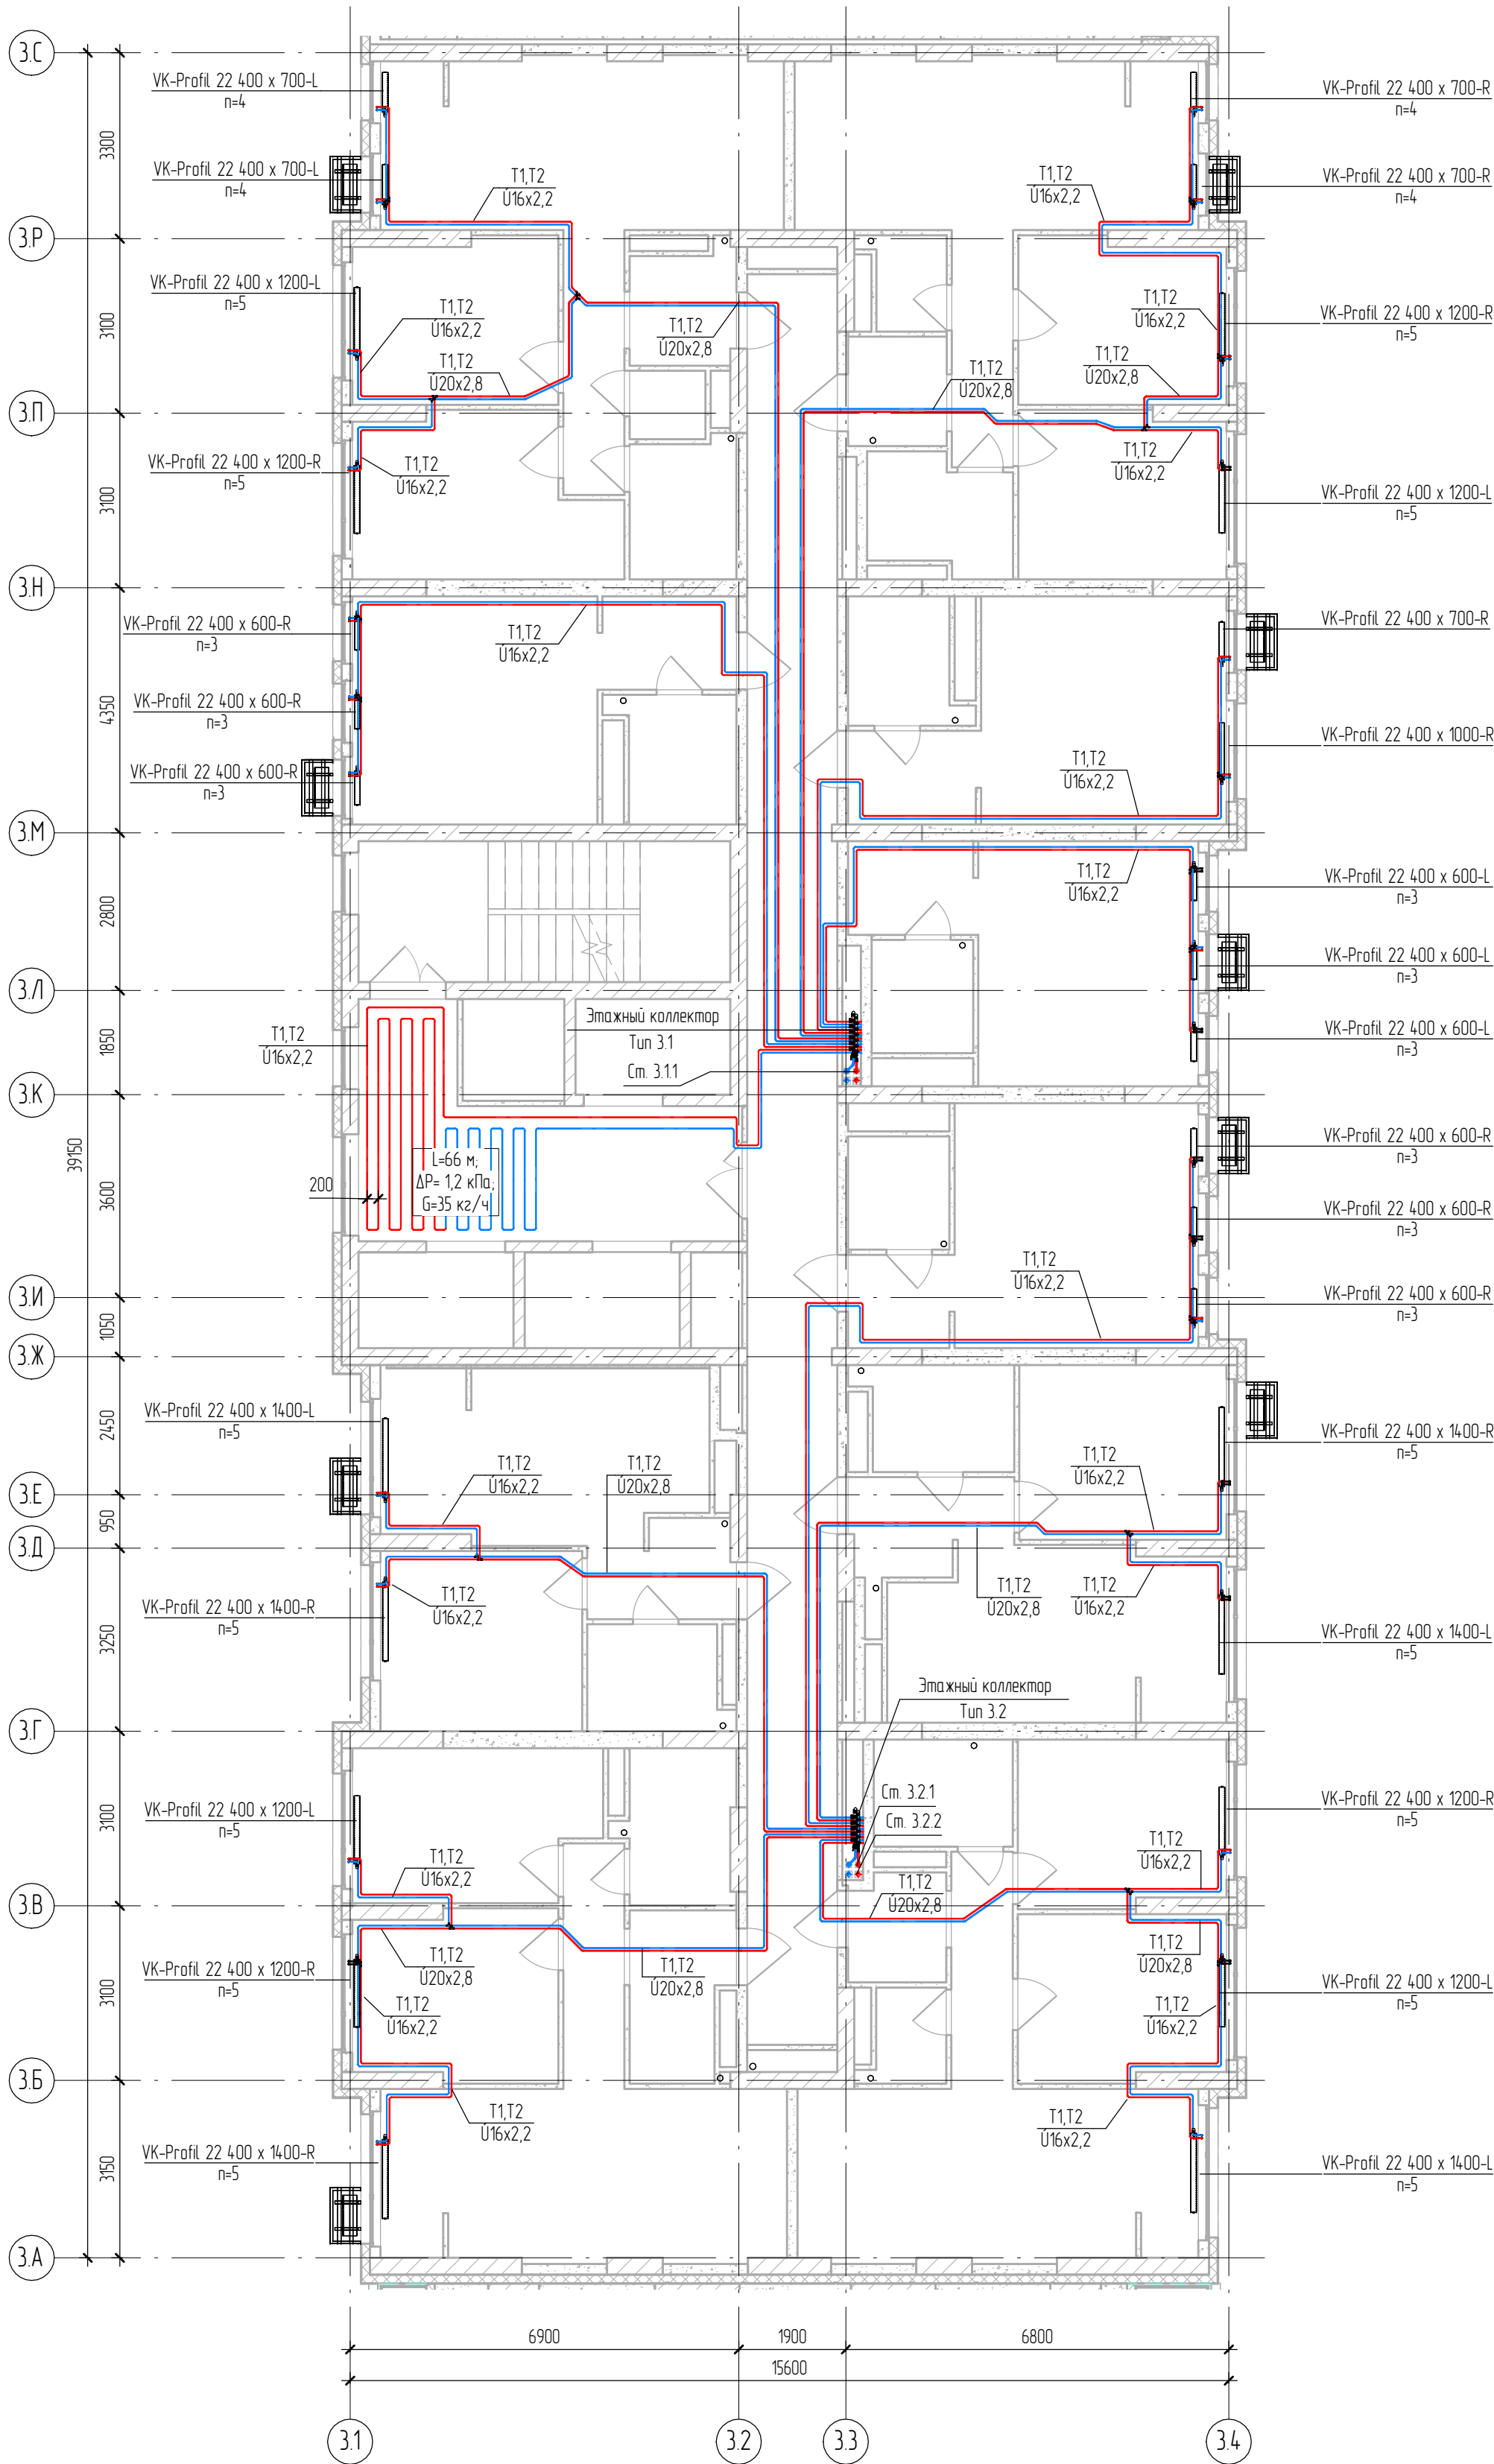 3.С
VK-Profil 22 400 x 700-L
n=4
VK-Profil 22 400 x 700-R
n=4
3300
VK-Profil 22 400 x 700-L
n=4
T1,T2
Ú16x2,2
T1,T2
Ú16x2,2
VK-Profil 22 400 x 700-R
n=4
3.Р
VK-Profil 22 400 x 1200-L
n=5
T1,T2
Ú16x2,2
T1,T2
Ú20x2,8
T1,T2
Ú16x2,2
VK-Profil 22 400 x 1200-R
n=5
3100
T1,T2
Ú20x2,8
T1,T2
Ú20x2,8
T1,T2
Ú20x2,8
3.П
VK-Profil 22 400 x 1200-R
n=5
T1,T2
Ú16x2,2
T1,T2
Ú16x2,2
VK-Profil 22 400 x 1200-L
n=5
3100
3.Н
VK-Profil 22 400 x 600-R
n=3
T1,T2
Ú16x2,2
VK-Profil 22 400 x 700-R
n=4
VK-Profil 22 400 x 600-R
n=3
4350
VK-Profil 22 400 x 1000-R
n=5
VK-Profil 22 400 x 600-R
n=3
T1,T2
Ú16x2,2
3.М
T1,T2
Ú16x2,2
VK-Profil 22 400 x 600-L
n=3
2800
VK-Profil 22 400 x 600-L
n=3
3.Л
T1,T2
Ú16x2,2
Этажный коллектор
Тип 3.1
Ст. 3.1.1
VK-Profil 22 400 x 600-L
n=3
1850
3.К
39150
L=66 м;
ΔP= 1,2 кПа;
G=35 кг/ч
200
VK-Profil 22 400 x 600-R
n=3
3600
VK-Profil 22 400 x 600-R
n=3
T1,T2
Ú16x2,2
VK-Profil 22 400 x 600-R
n=3
3.И
1050
3.Ж
VK-Profil 22 400 x 1400-L
n=5
VK-Profil 22 400 x 1400-R
n=5
2450
T1,T2
Ú16x2,2
T1,T2
Ú20x2,8
T1,T2
Ú16x2,2
3.Е
950
3.Д
VK-Profil 22 400 x 1400-R
n=5
T1,T2
Ú16x2,2
T1,T2
Ú20x2,8
T1,T2
Ú16x2,2
VK-Profil 22 400 x 1400-L
n=5
3250
Этажный коллектор
Тип 3.2
3.Г
VK-Profil 22 400 x 1200-L
n=5
Ст. 3.2.1
Ст. 3.2.2
VK-Profil 22 400 x 1200-R
n=5
3100
T1,T2
Ú16x2,2
T1,T2
Ú20x2,8
T1,T2
Ú16x2,2
3.В
VK-Profil 22 400 x 1200-R
n=5
T1,T2
Ú20x2,8
T1,T2
Ú20x2,8
T1,T2
Ú20x2,8
VK-Profil 22 400 x 1200-L
n=5
3100
T1,T2
Ú16x2,2
T1,T2
Ú16x2,2
3.Б
T1,T2
Ú16x2,2
T1,T2
Ú16x2,2
VK-Profil 22 400 x 1400-R
n=5
VK-Profil 22 400 x 1400-L
n=5
3150
3.А
6900
1900
6800
15600
3.1
3.2
3.3
3.4